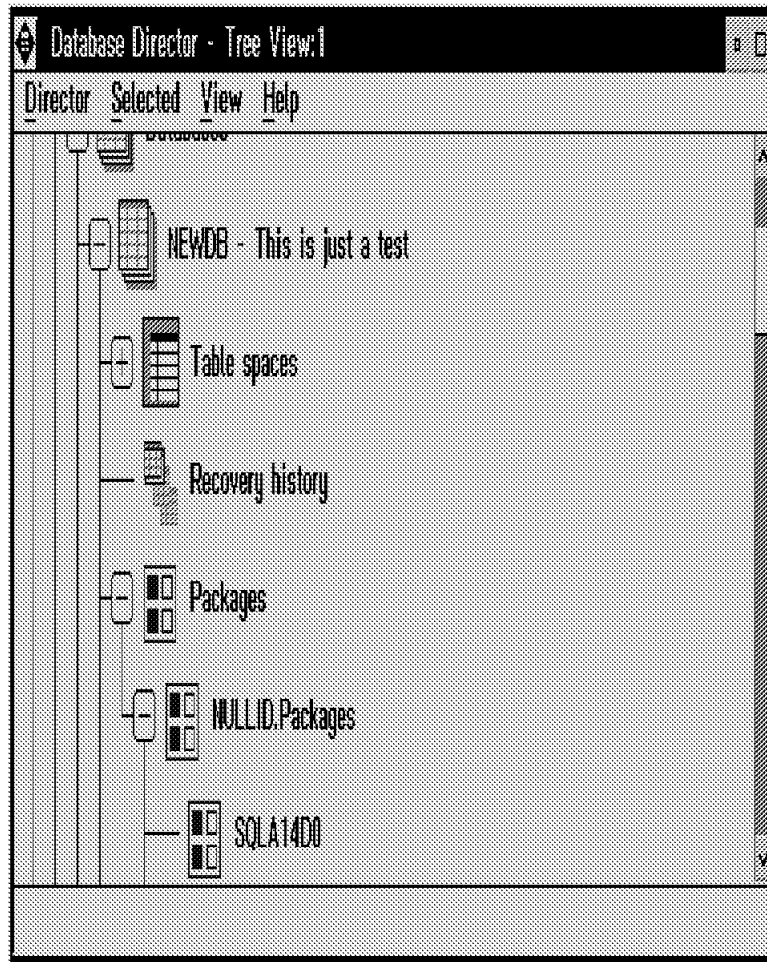 Database Director - Tree View:1
Director Selected View Help
Databases
NEWDB - This is just a test
Table spaces
Recovery history
Packages
NULLID.Packages
SQLA14D0